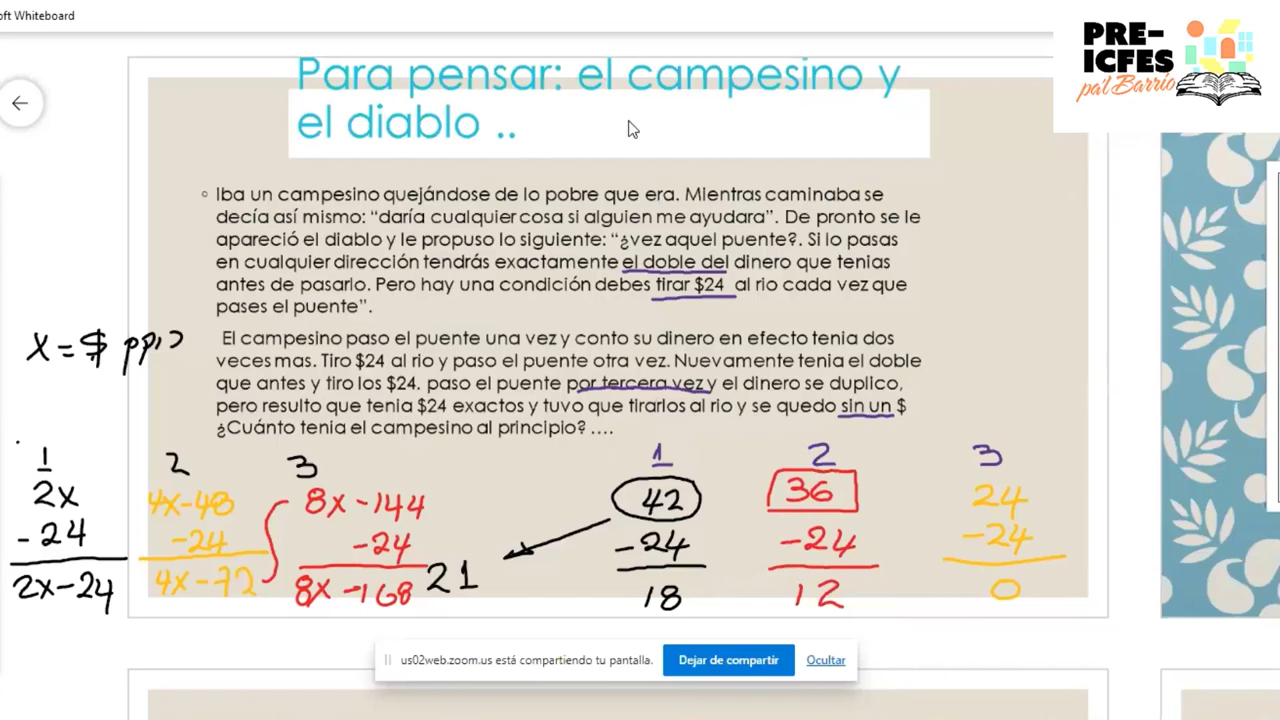 oft Whiteboard
PRE-
ICFES
pa'l Barrio
Para pensar: el campesino y
el diablo ..
Iba un campesino quejándose de lo pobre que era. Mientras caminaba se
decía así mismo: “daría cualquier cosa si alguien me ayudara”. De pronto se le
apareció el diablo y le propuso lo siguiente: “¿vez aquel puente?. Si lo pasas
en cualquier dirección tendrás exactamente el doble del dinero que tenias
antes de pasarlo. Pero hay una condición debes tirar $24 al rio cada vez que
pases el puente”.
El campesino paso el puente una vez y conto su dinero en efecto tenia dos
veces mas. Tiro $24 al rio y paso el puente otra vez. Nuevamente tenia el doble
que antes y tiro los $24. paso el puente por tercera vez y el dinero se duplico,
pero resulto que tenia $24 exactos y tuvo que tirarlos al rio y se quedo sin un $
¿Cuánto tenia el campesino al principio? ....
x = $ ppio
1 2 3 1 2 3
2x 4x-48 8x-144 42 36 24
-24 -24 -24 -24 -24 -24
2x-24 4x-72 8x-168 21 18 12 0
us02web.zoom.us está compartiendo tu pantalla. Dejar de compartir Ocultar